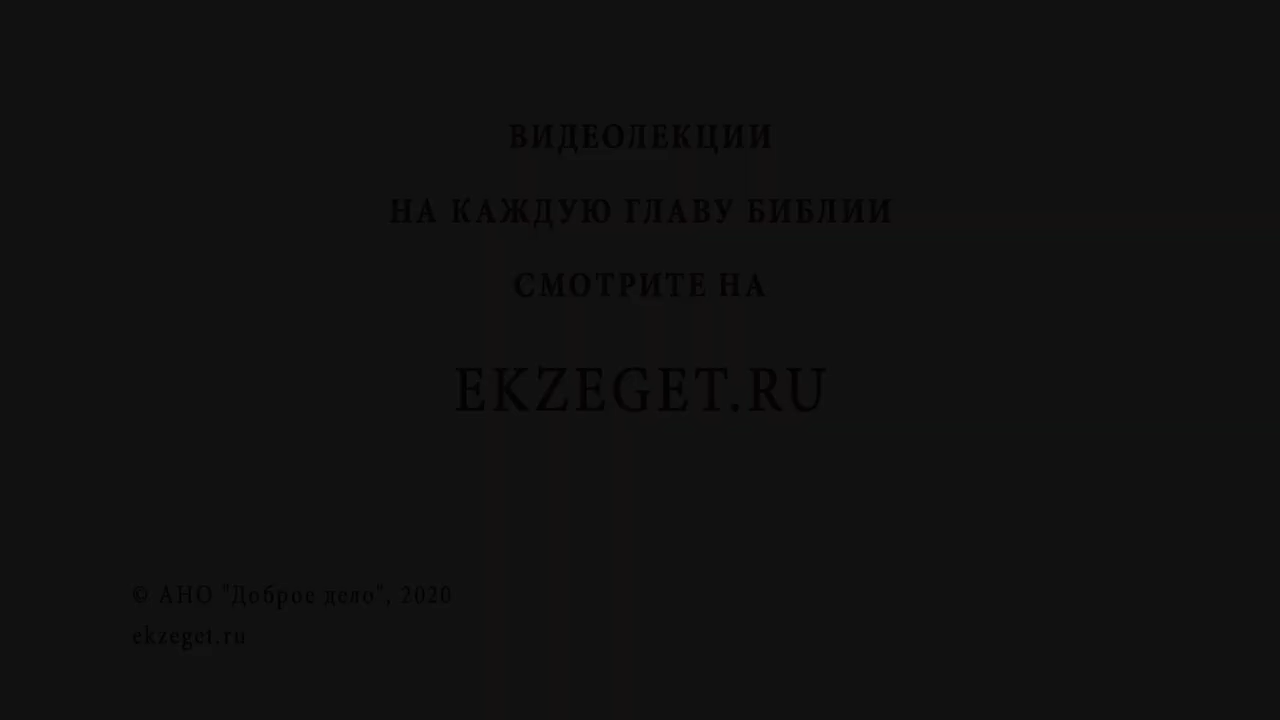 ВИДЕОЛЕКЦИИ
НА КАЖДУЮ ГЛАВУ БИБЛИИ
СМОТРИТЕ НА
EKZEGET.RU
© АНО "Доброе дело", 2020
ekzeget.ru